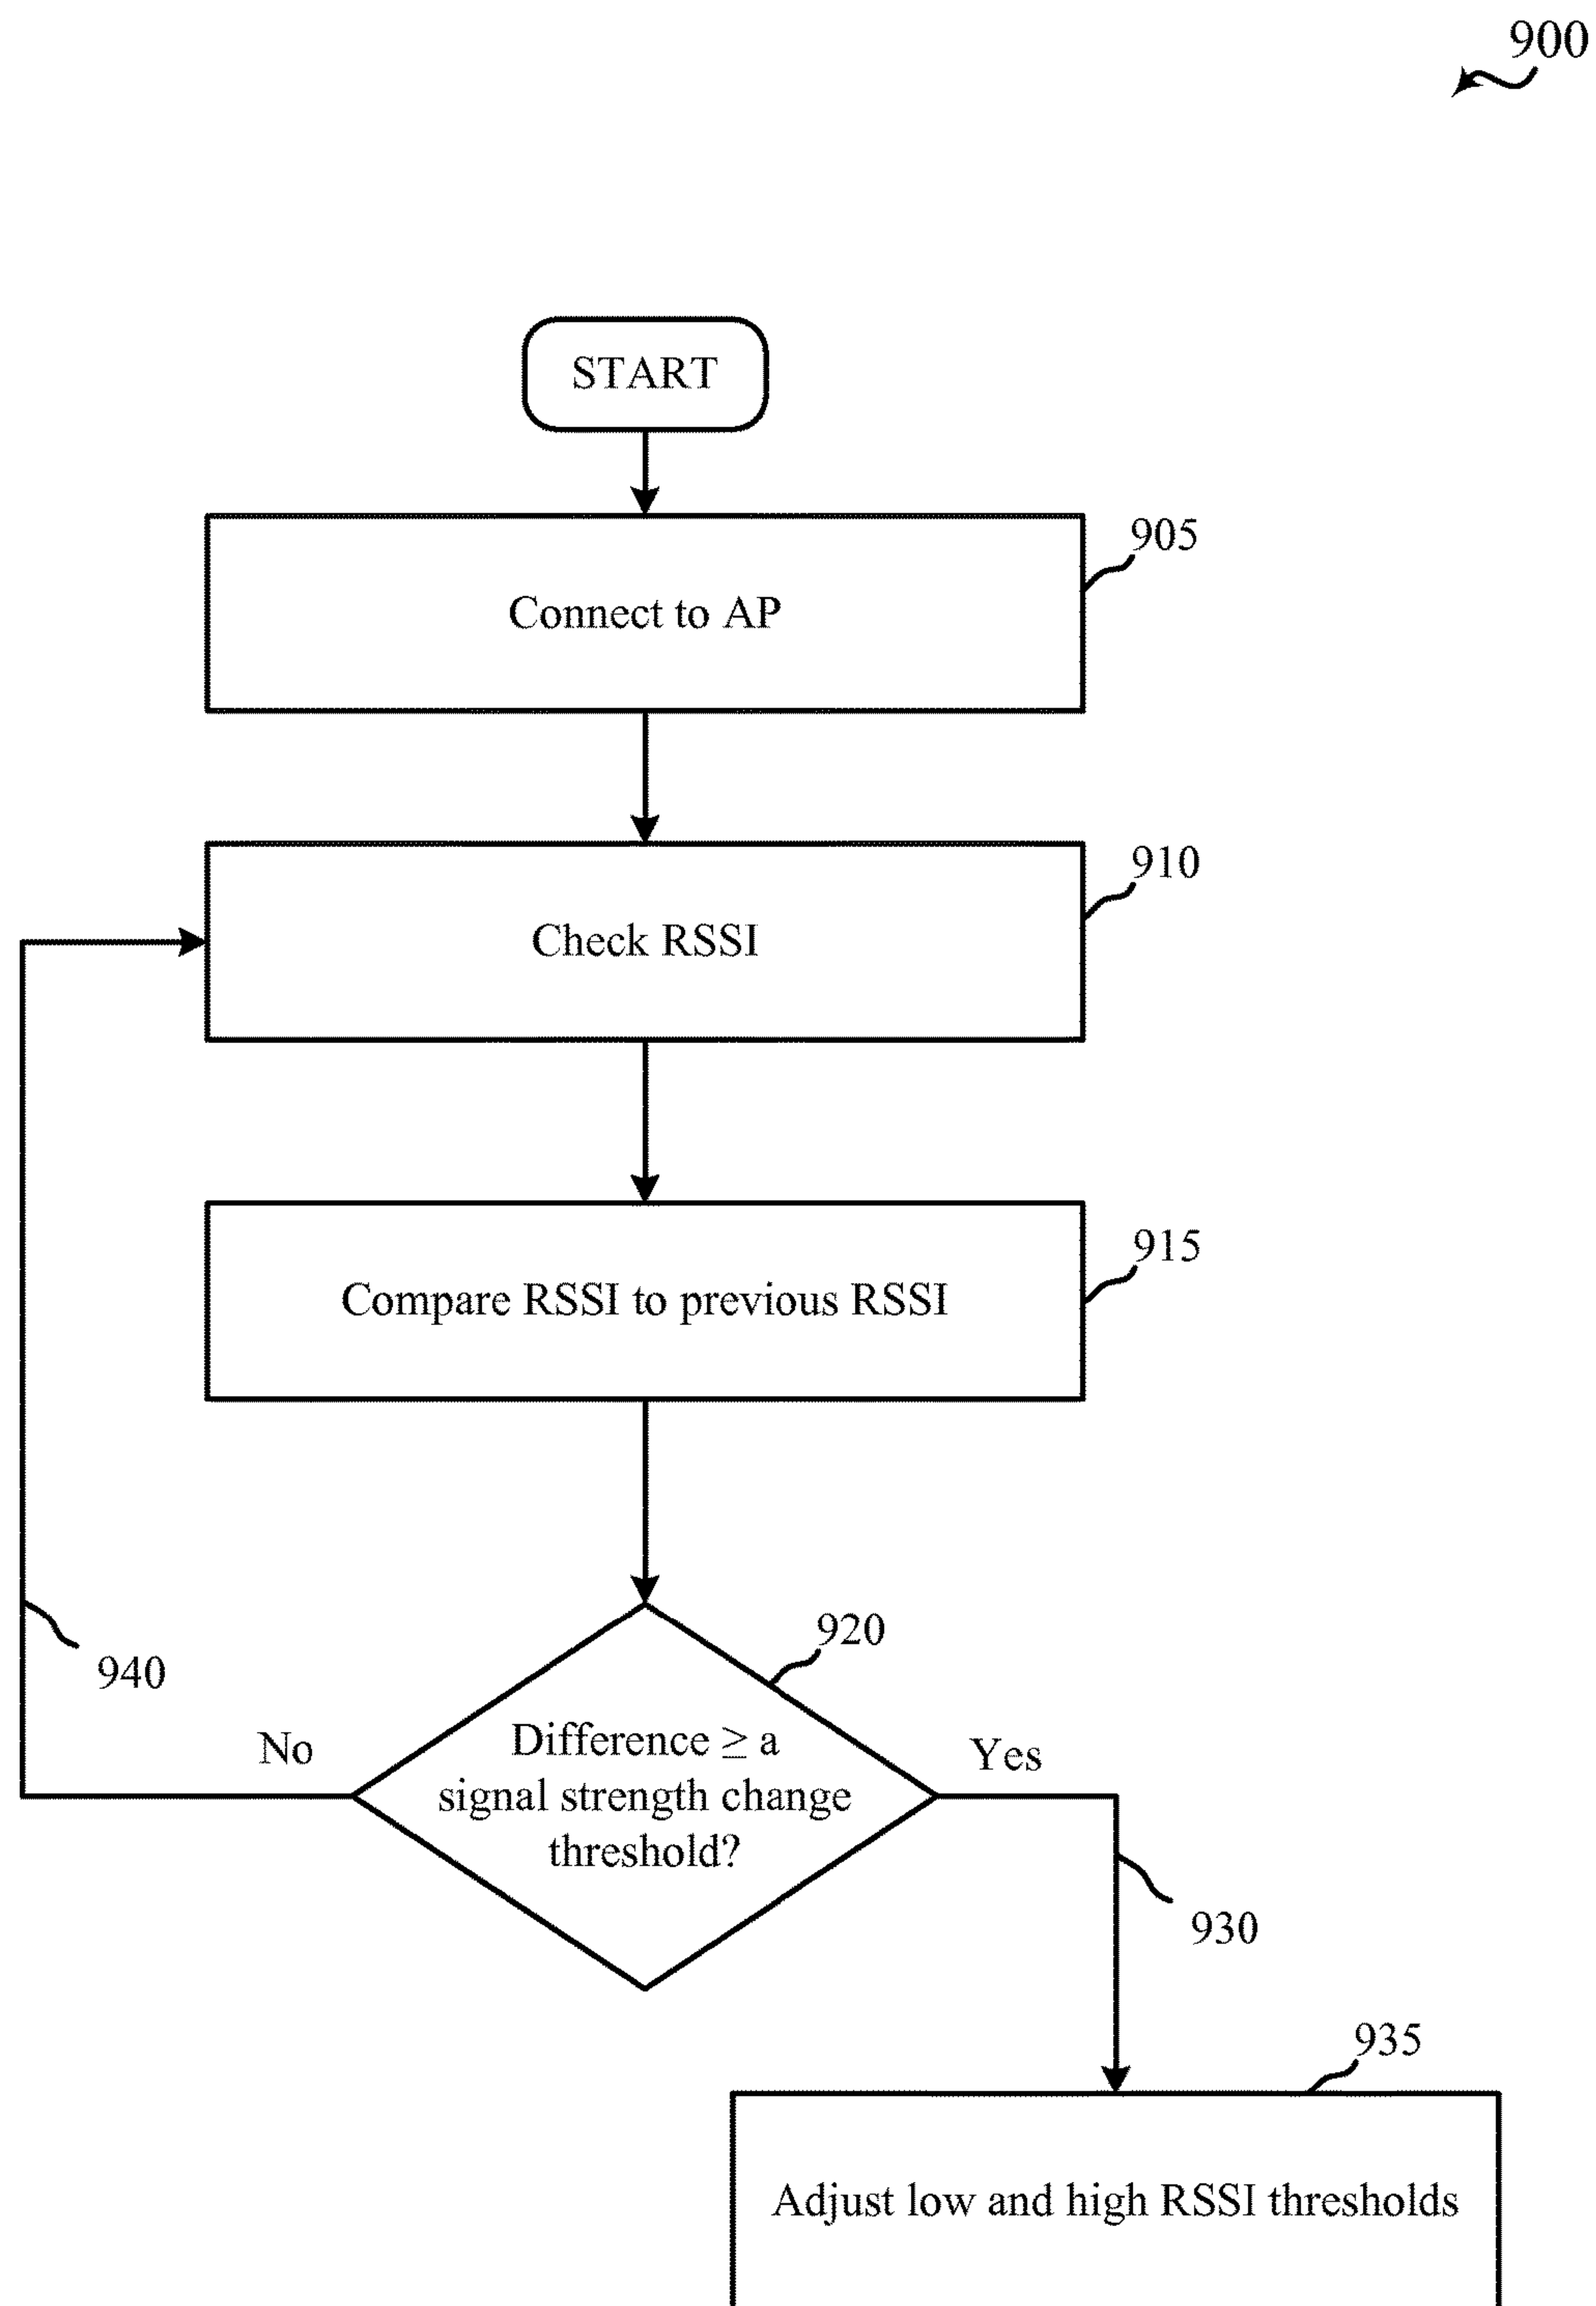 900
START
905
Connect to AP
910
Check RSSI
915
Compare RSSI to previous RSSI
920
940
Difference ≥ a
signal strength change
threshold?
No
Yes
930
935
Adjust low and high RSSI thresholds